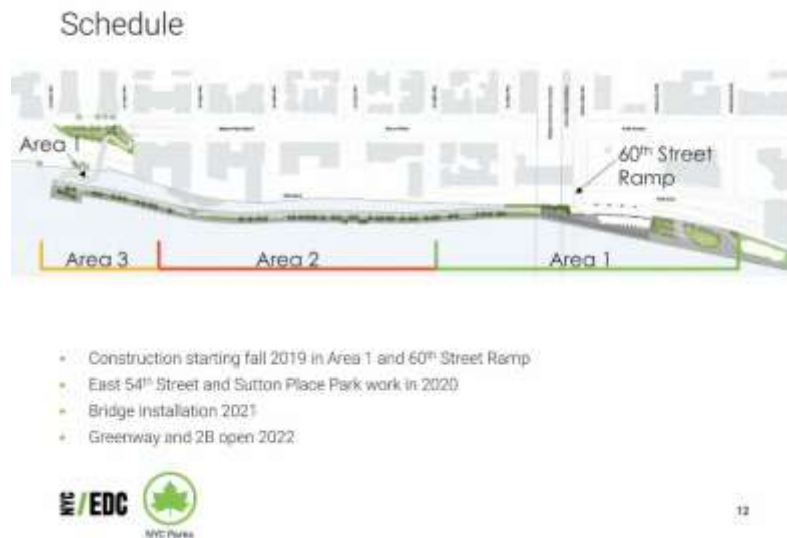 Schedule
Area 1
60th Street
Ramp
Area 3
Area 2
Area 1
Construction starting fall 2019 in Area 1 and 60th Street Ramp
East 54th Street and Sutton Place Park work in 2020
Bridge installation 2021
Greenway and 2B open 2022
NYC / EDC
NYC Parks
12